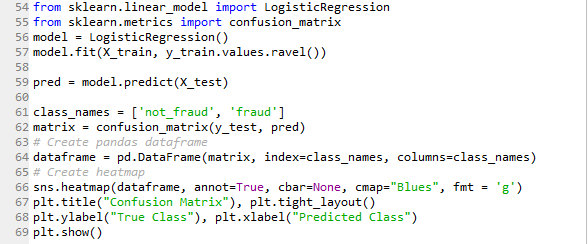 54 from sklearn.linear_model import LogisticRegression
55 from sklearn.metrics import confusion_matrix
56 model = LogisticRegression()
57 model.fit(X_train, y_train.values.ravel())
58
59 pred = model.predict(X_test)
60
61 class_names = ['not_fraud', 'fraud']
62 matrix = confusion_matrix(y_test, pred)
63 # Create pandas dataframe
64 dataframe = pd.DataFrame(matrix, index=class_names, columns=class_names)
65 # Create heatmap
66 sns.heatmap(dataframe, annot=True, cbar=None, cmap="Blues", fmt = 'g')
67 plt.title("Confusion Matrix"), plt.tight_layout()
68 plt.ylabel("True Class"), plt.xlabel("Predicted Class")
69 plt.show()